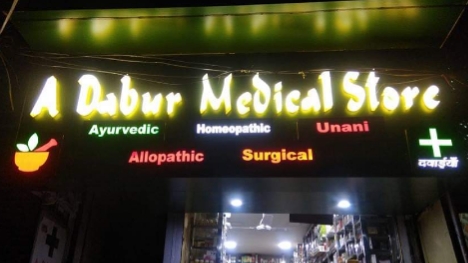 A Dabur Medical Store
Ayurvedic Homeopathic Unani
Allopathic Surgical
दवाईयाँ